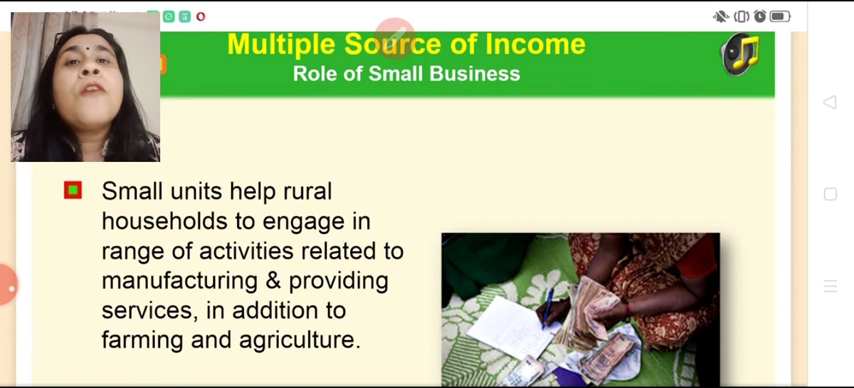 Multiple Source of Income
Role of Small Business
Small units help rural
households to engage in
range of activities related to
manufacturing & providing
services, in addition to
farming and agriculture.